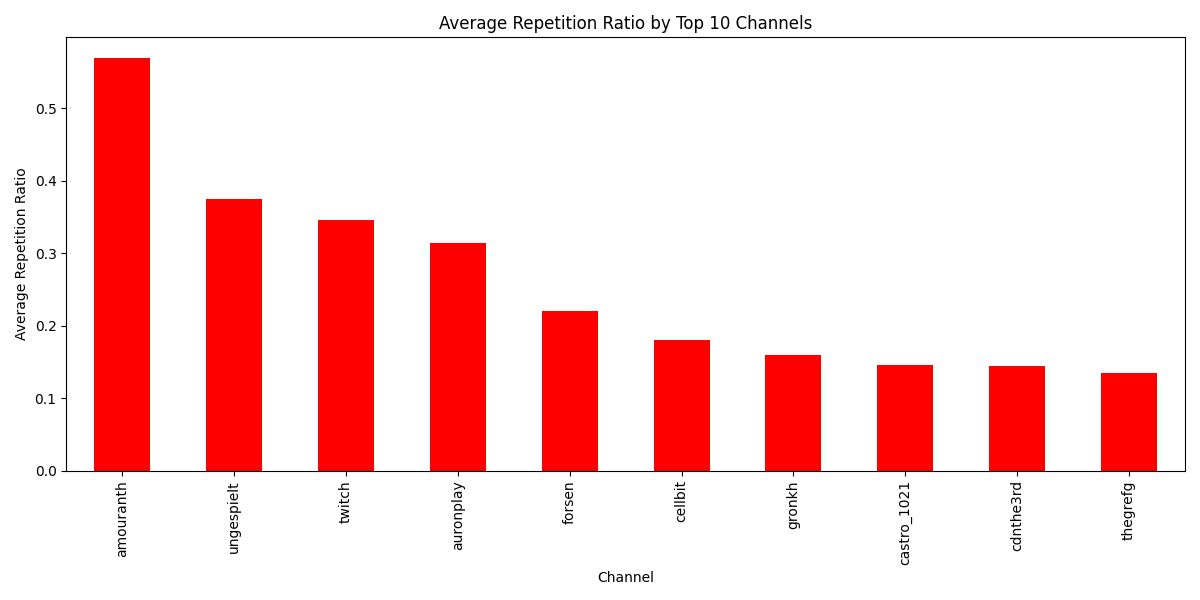 Average Repetition Ratio by Top 10 Channels
Average Repetition Ratio
0.5
0.4
0.3
0.2
0.1
0.0
amouranth
ungespielt
twitch
auronplay
forsen
cellbit
gronkh
castro_1021
cdnthe3rd
thegrefg
Channel